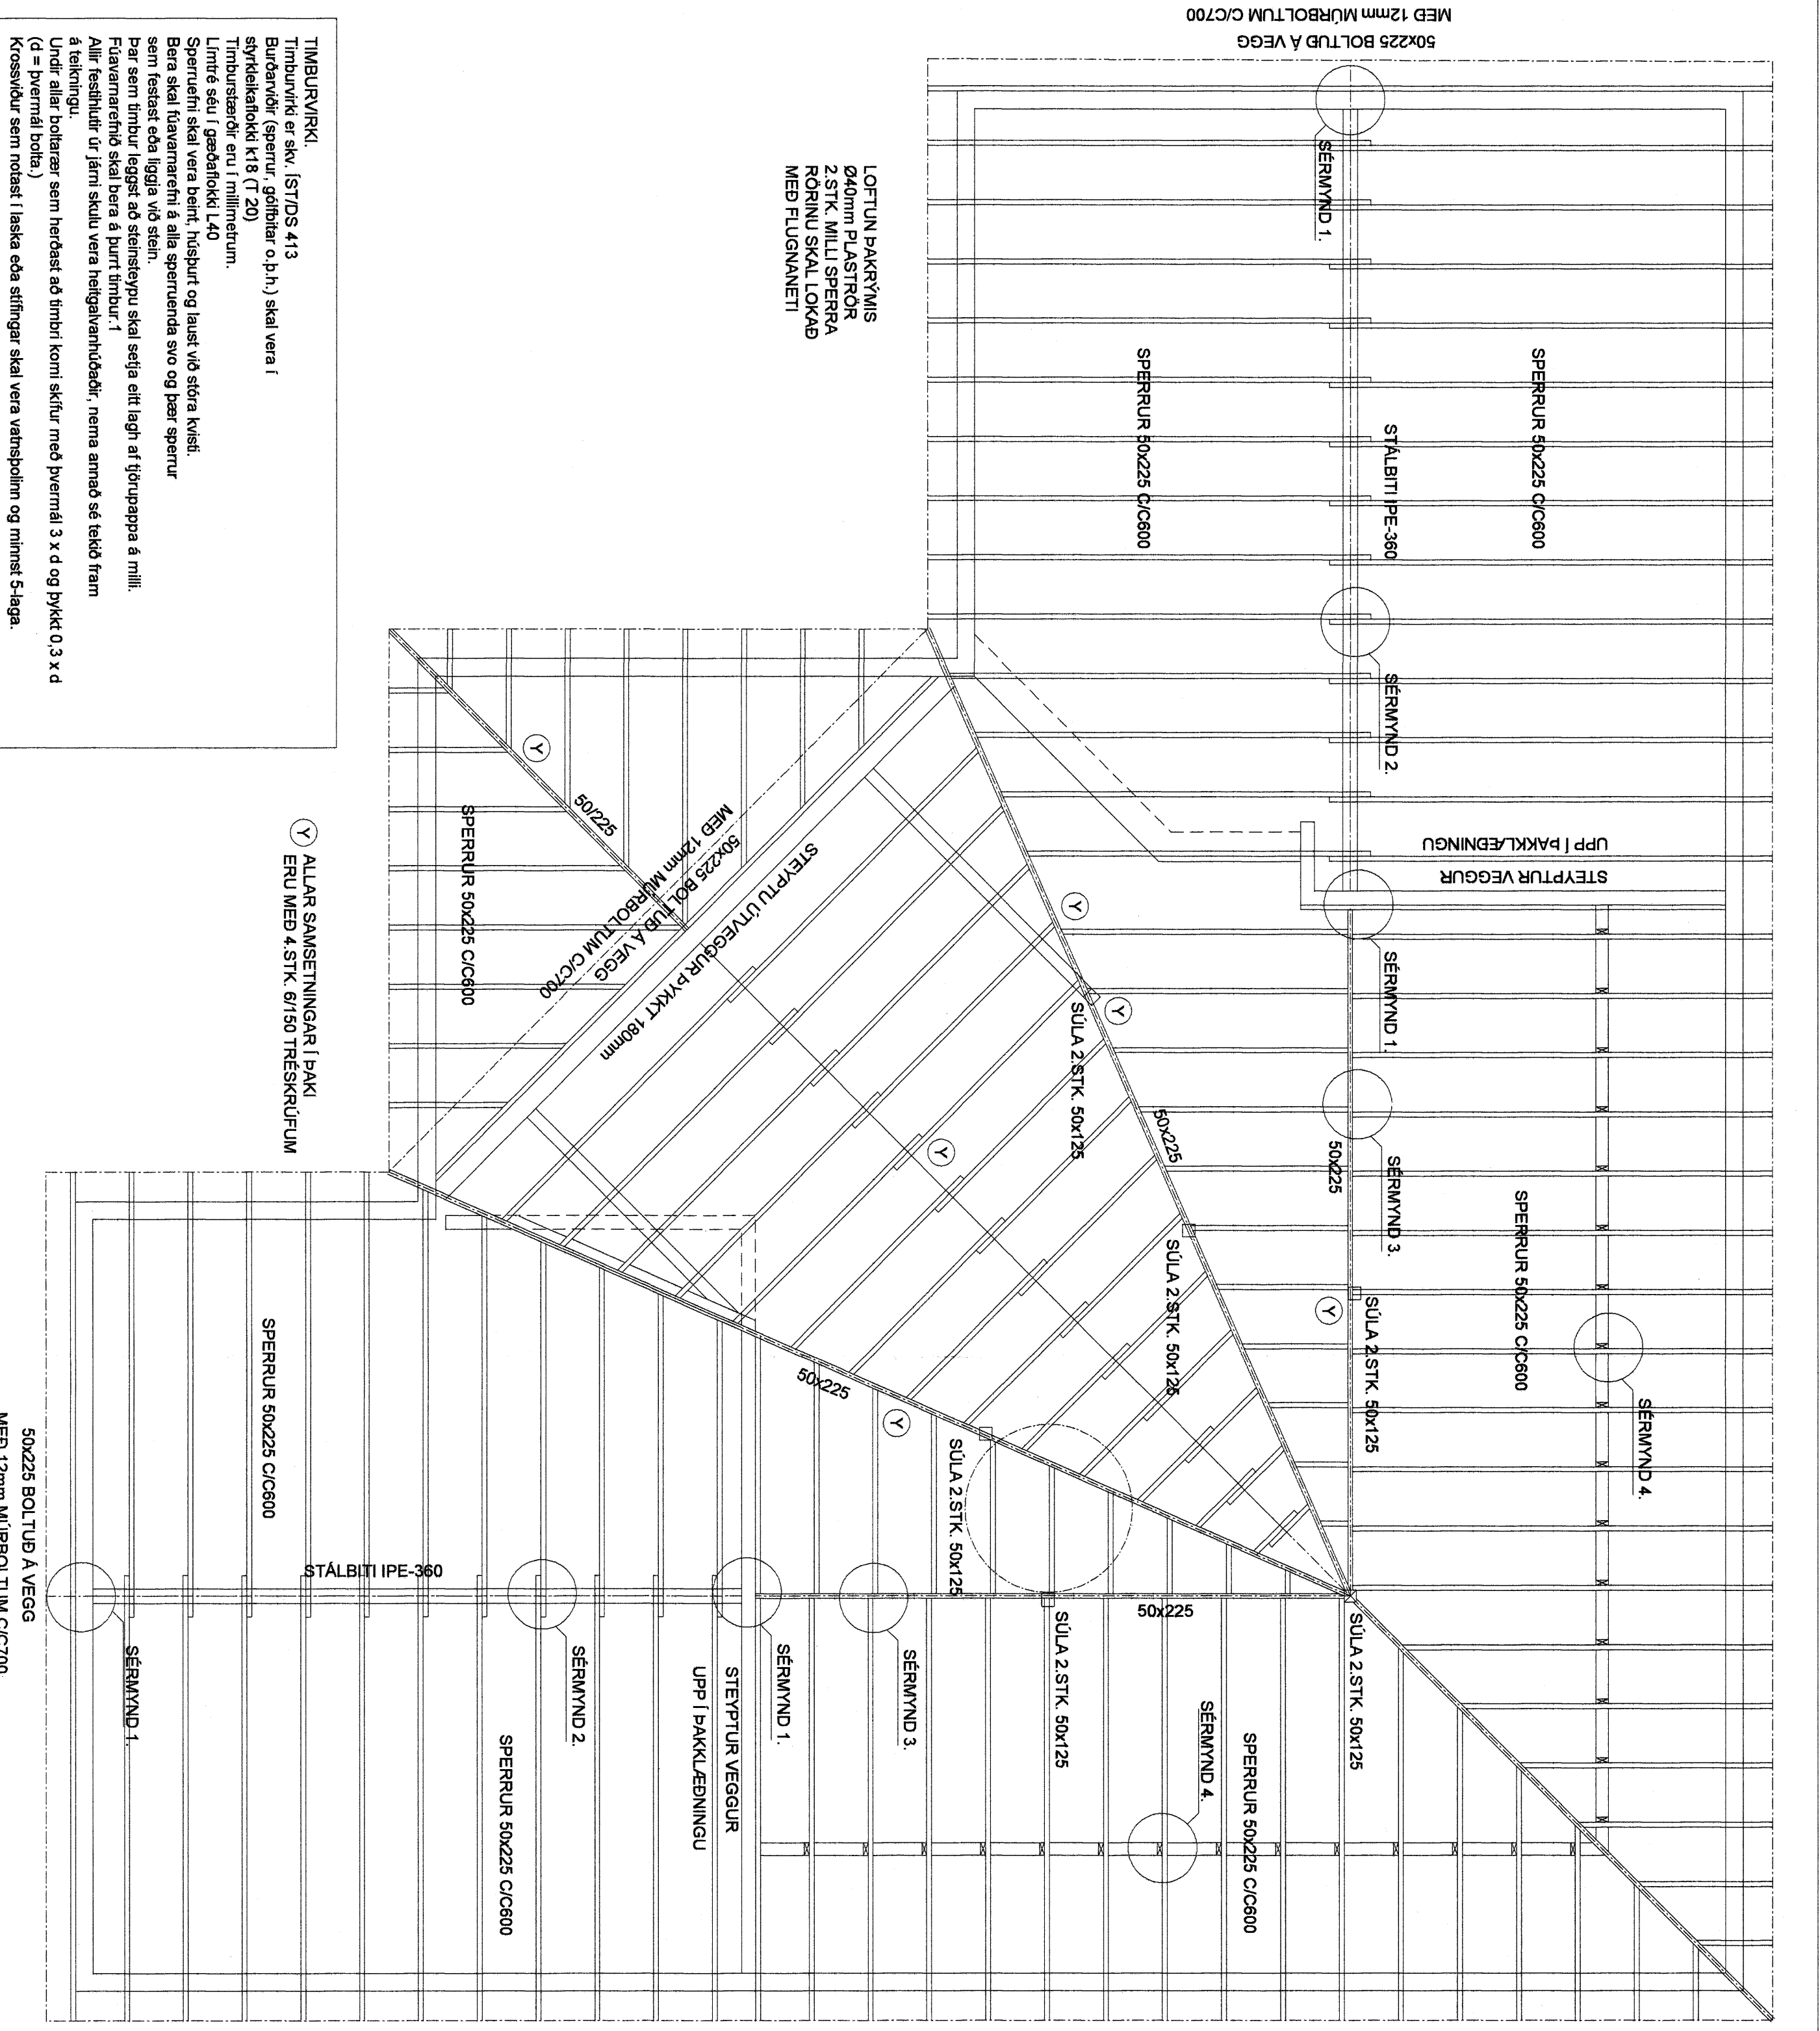 50x225 BOLTUÐ Á VEGG
MEÐ 12mm MÚRBOLTUM C/C700
SÉRMYND 1.
SPERRUR 50x225 C/C600
SPERRUR 50x225 C/C600
STÁLBITI IPE-360
SÉRMYND 2.
STEYPTUR VEGGUR
UPP Í ÞAKKLÆÐNINGU
SÉRMYND 1.
SÉRMYND 3.
50x225
SÚLA 2.STK. 50x125
Y
SPERRUR 50x225 C/C600
SÉRMYND 4.
LOFTUN ÞAKRÝMIS
Ø40mm PLASTRÖR
2.STK. MILLI SPERRA
RÖRINU SKAL LOKAÐ
MEÐ FLUGNANETI
Y
Y
SÚLA 2.STK. 50x125
50x225
SÚLA 2.STK. 50x125
Y
STEYPTU ÚTVEGGUR ÞYKKT 180mm
50x225 BOLTUÐ Á VEGG
MEÐ 12mm MÚRBOLTUM C/C700
50/225
Y
SPERRUR 50x225 C/C600
50x225
Y
SÚLA 2.STK. 50x125
SÚLA 2.STK. 50x125
50x225
SÚLA 2.STK. 50x125
SÉRMYND 3.
SÉRMYND 4.
SPERRUR 50x225 C/C600
SÉRMYND 1.
STEYPTUR VEGGUR
UPP Í ÞAKKLÆÐNINGU
SÉRMYND 2.
SPERRUR 50x225 C/C600
STÁLBITI IPE-360
SPERRUR 50x225 C/C600
SÉRMYND 1.
50x225 BOLTUÐ Á VEGG
MEÐ 12mm MÚRBOLTUM C/C700
Y ALLAR SAMSETNINGAR Í ÞAKI
ERU MEÐ 4.STK. 6/150 TRÉSKRÚFUM
TIMBURVIRKI.
Timburvirki er skv. ÍST/DS 413
Burðarviðir (sperrur, gólfbitar o.þ.h.) skal vera í
styrkleikaflokki k18 (T 20)
Timburstærðir eru í millimetrum.
Límtré séu í gæðaflokki L40
Sperruefni skal vera beint, húsþurt og laust við stóra kvisti.
Bera skal fúavarnarefni á alla sperruenda svo og þær sperrur
sem festast eða liggja við stein.
Þar sem timbur leggst að steinsteypu skal setja eitt lagh af tjörupappa á milli.
Fúavarnarefnið skal bera á þurrt timbur.1
Allir festihlutir úr járni skulu vera heitgalvanhúðaðir, nema annað sé tekið fram
á teikningu.
Undir allar boltarær sem herðast að timbri komi skífur með þvermál 3 x d og þykkt 0,3 x d
(d = þvermál bolta.)
Krossviður sem notast í laska eða stífingar skal vera vatnsþolinn og minnst 5-laga.